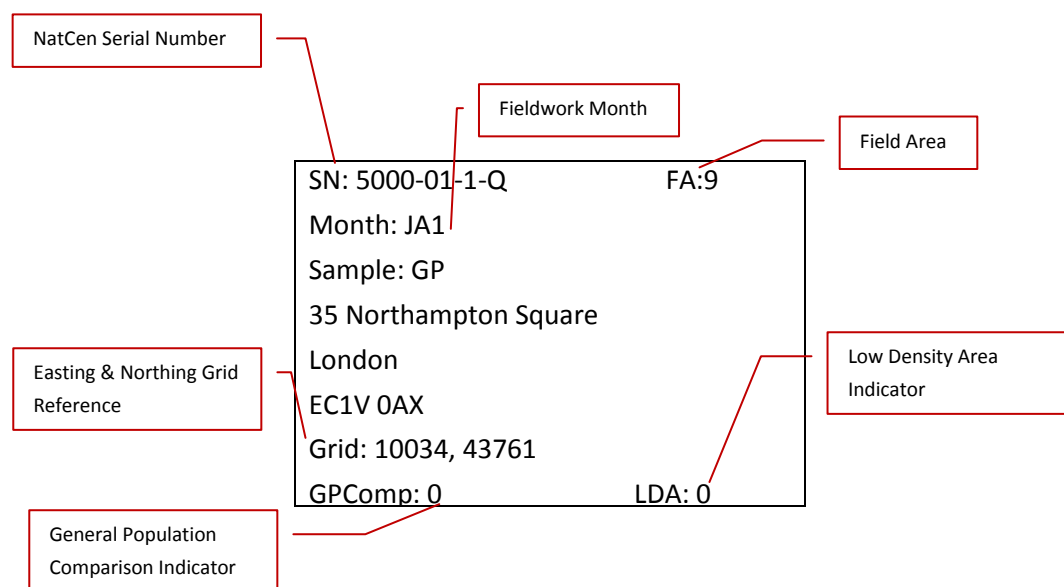 NatCen Serial Number
Fieldwork Month
Field Area
SN: 5000-01-1-Q FA:9
Month: JA1
Sample: GP
35 Northampton Square
London
EC1V 0AX
Grid: 10034, 43761
GPComp: 0 LDA: 0
Easting & Northing Grid
Reference
Low Density Area
Indicator
General Population
Comparison Indicator